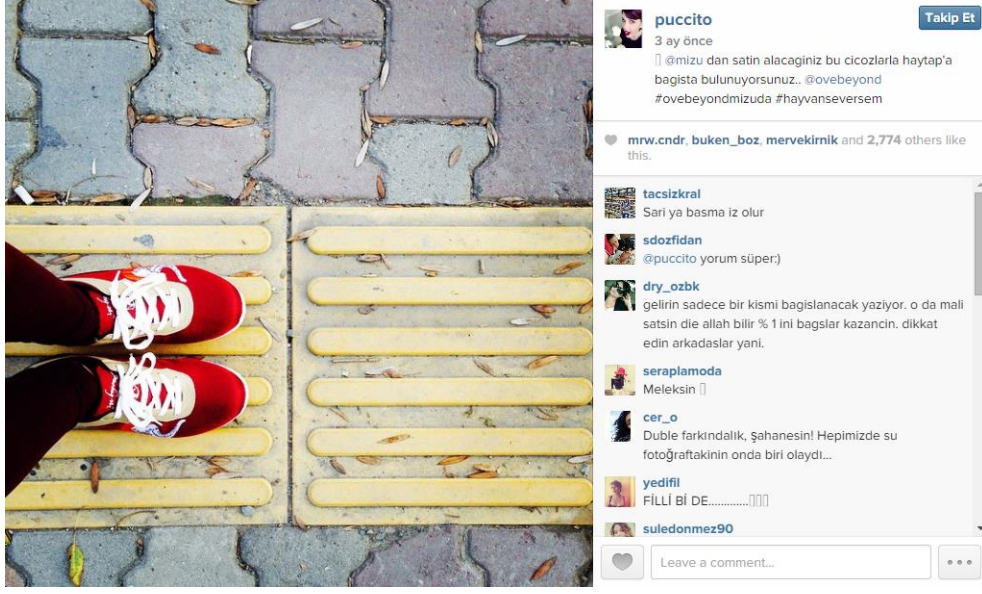 puccito
Takip Et
3 ay önce
@mizu dan satin alacaginiz bu cicozlarla haytap'a
bagista bulunuyorsunuz.. @ovebeyond
#ovebeyondmizuda #hayvanseversem
mrw.cndr, buken_boz, mervekirnik and 2,774 others like
this.
tacsizkral
Sari ya basma iz olur
sdozfidan
@puccito yorum süper:)
dry_ozbk
gelirin sadece bir kismi bagislanacak yaziyor. o da mali
satsin die allah bilir % 1 ini bagslar kazancin. dikkat
edin arkadaslar yani.
seraplamoda
Meleksin
cer_o
Duble farkındalık, şahanesin! Hepimizde su
fotoğraftakinin onda biri olaydı...
yedifil
FİLLİ Bİ DE.............
suledonmez90
Leave a comment...